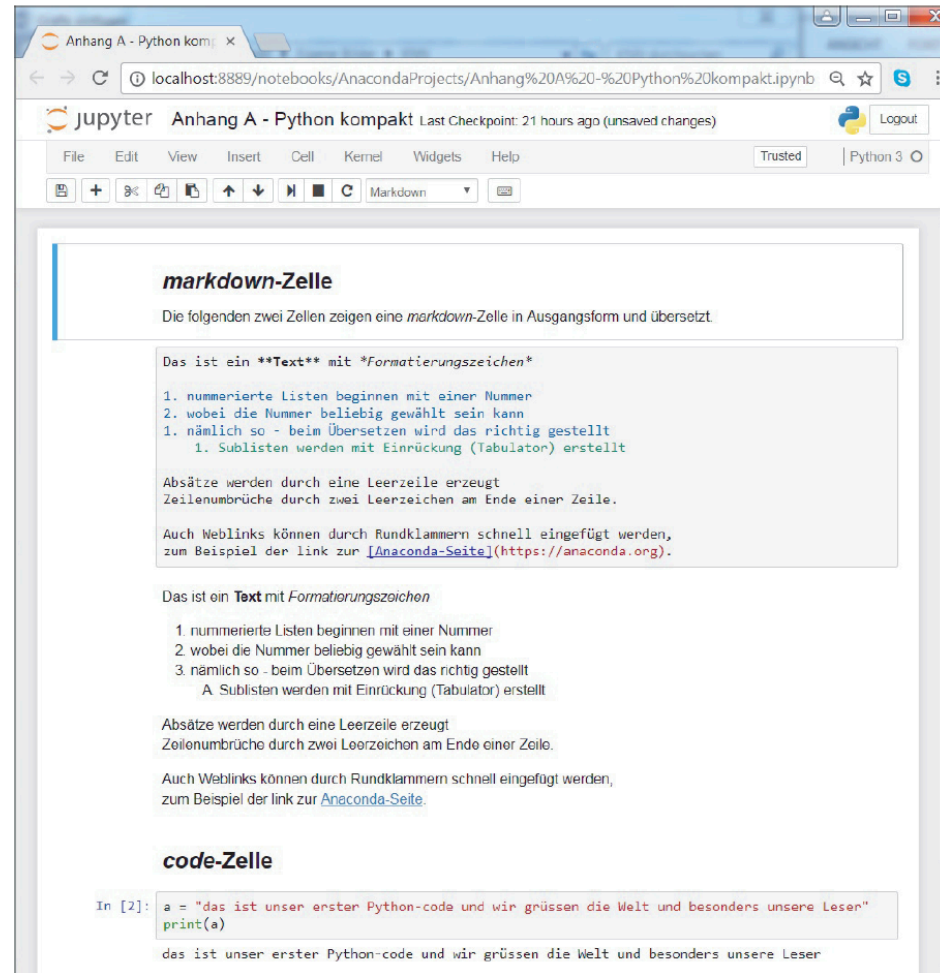 Anhang A - Python kom
localhost:8889/notebooks/AnacondaProjects/Anhang%20A%20-%20Python%20kompakt.ipynb
jupyter Anhang A - Python kompakt Last Checkpoint: 21 hours ago (unsaved changes) Logout
File Edit View Insert Cell Kernel Widgets Help Trusted Python 3
Markdown
markdown-Zelle
Die folgenden zwei Zellen zeigen eine markdown-Zelle in Ausgangsform und übersetzt.
Das ist ein **Text** mit *Formatierungszeichen*
1. nummerierte Listen beginnen mit einer Nummer
2. wobei die Nummer beliebig gewählt sein kann
1. nämlich so - beim Übersetzen wird das richtig gestellt
1. Sublisten werden mit Einrückung (Tabulator) erstellt
Absätze werden durch eine Leerzeile erzeugt
Zeilenumbrüche durch zwei Leerzeichen am Ende einer Zeile.
Auch Weblinks können durch Rundklammern schnell eingefügt werden,
zum Beispiel der link zur [Anaconda-Seite](https://anaconda.org).
Das ist ein Text mit Formatierungszeichen
1. nummerierte Listen beginnen mit einer Nummer
2. wobei die Nummer beliebig gewählt sein kann
3. nämlich so - beim Übersetzen wird das richtig gestellt
A. Sublisten werden mit Einrückung (Tabulator) erstellt
Absätze werden durch eine Leerzeile erzeugt
Zeilenumbrüche durch zwei Leerzeichen am Ende einer Zeile.
Auch Weblinks können durch Rundklammern schnell eingefügt werden,
zum Beispiel der link zur Anaconda-Seite.
code-Zelle
In [2]: a = "das ist unser erster Python-code und wir grüssen die Welt und besonders unsere Leser"
print(a)
das ist unser erster Python-code und wir grüssen die Welt und besonders unsere Leser